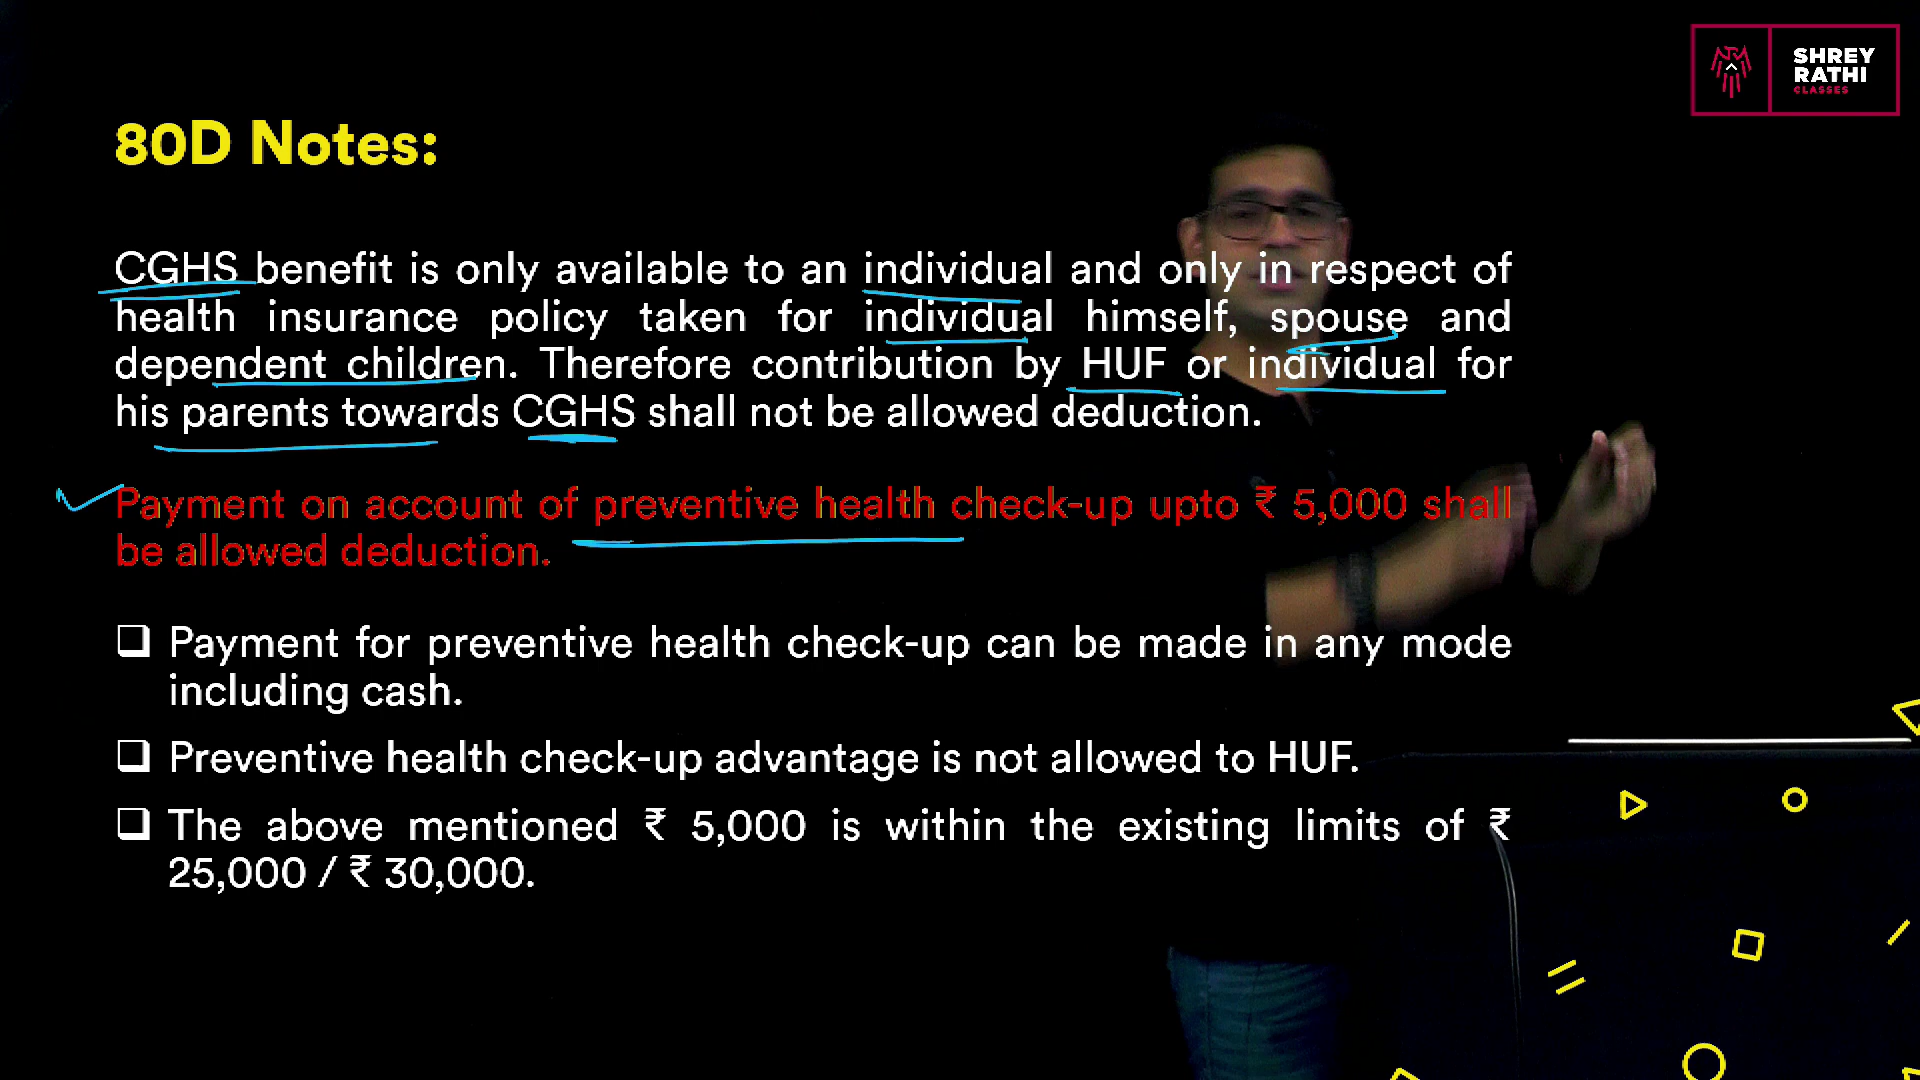 SHREY
RATHI
CLASSES
80D Notes:
CGHS benefit is only available to an individual and only in respect of
health insurance policy taken for individual himself, spouse and
dependent children. Therefore contribution by HUF or individual for
his parents towards CGHS shall not be allowed deduction.
Payment on account of preventive health check-up upto ₹ 5,000 shall
be allowed deduction.
❑ Payment for preventive health check-up can be made in any mode
including cash.
❑ Preventive health check-up advantage is not allowed to HUF.
❑ The above mentioned ₹ 5,000 is within the existing limits of ₹
25,000 / ₹ 30,000.